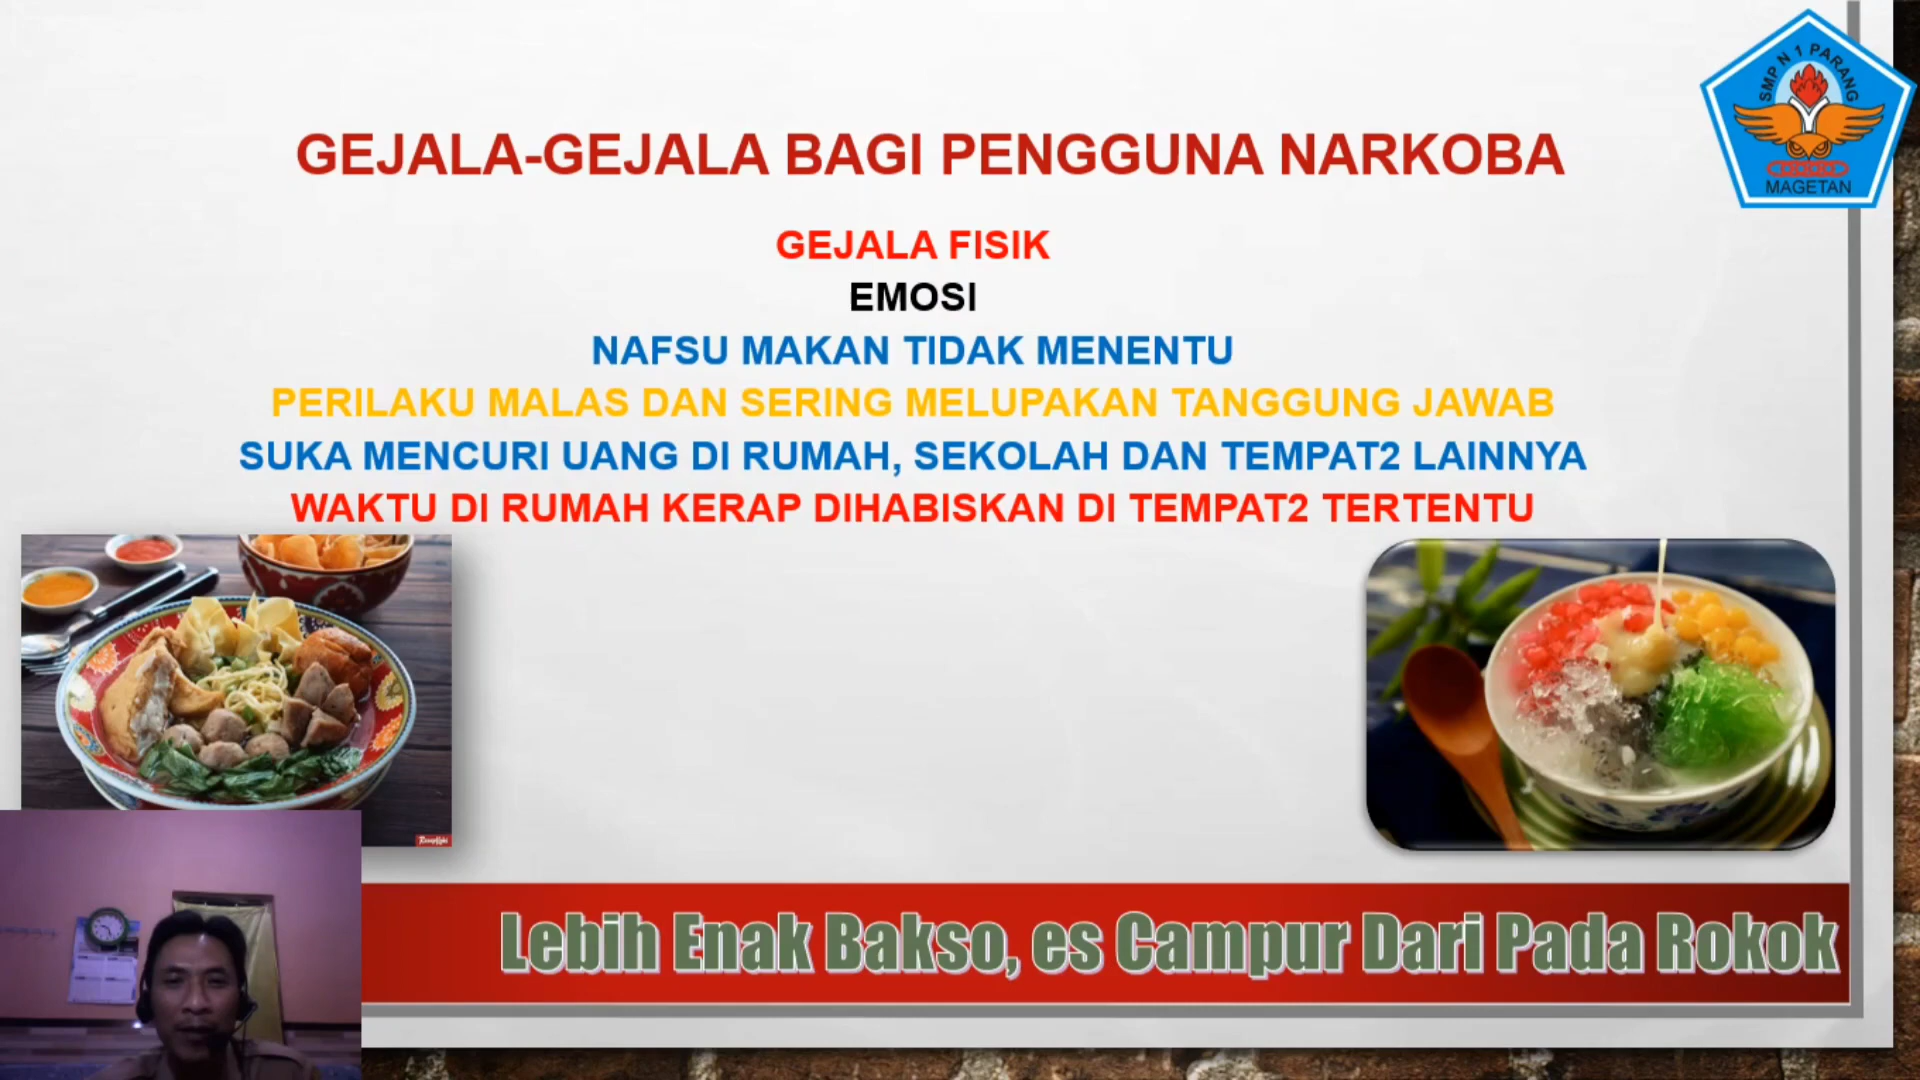 SMP N 1 PARANG
MAGETAN
GEJALA-GEJALA BAGI PENGGUNA NARKOBA
GEJALA FISIK
EMOSI
NAFSU MAKAN TIDAK MENENTU
PERILAKU MALAS DAN SERING MELUPAKAN TANGGUNG JAWAB
SUKA MENCURI UANG DI RUMAH, SEKOLAH DAN TEMPAT2 LAINNYA
WAKTU DI RUMAH KERAP DIHABISKAN DI TEMPAT2 TERTENTU
Lebih Enak Bakso, es Campur Dari Pada Rokok